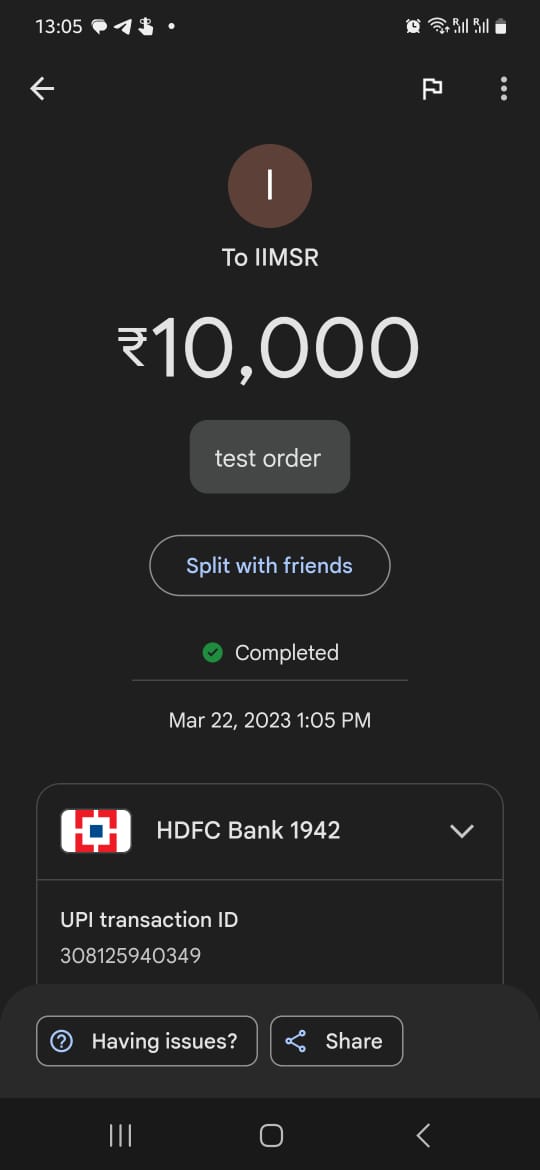 13:05
I
To IIMSR
₹10,000
test order
Split with friends
Completed
Mar 22, 2023 1:05 PM
HDFC Bank 1942
UPI transaction ID
308125940349
Having issues?
Share